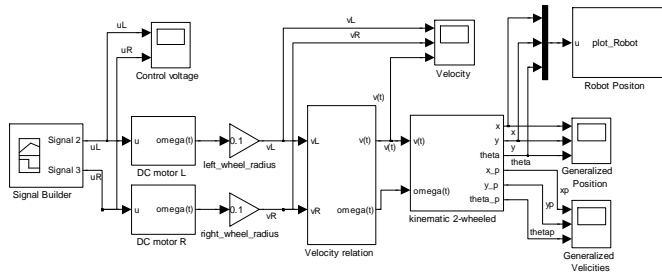 uL
uR
Control voltage
vL
vR
Velocity
v(t)
u
plot_Robot
Robot Positon
Signal 2
Signal 3
Signal Builder
uL
uR
u
omega(t)
DC motor L
u
omega(t)
DC motor R
0.1
left_wheel_radius
0.1
right_wheel_radius
vL
vR
vL
vR
v(t)
omega(t)
Velocity relation
v(t)
v(t)
omega(t)
x
y
theta
x_p
y_p
theta_p
kinematic 2-wheeled
x
y
theta
Generalized
Position
xp
yp
thetap
Generalized
Velicities